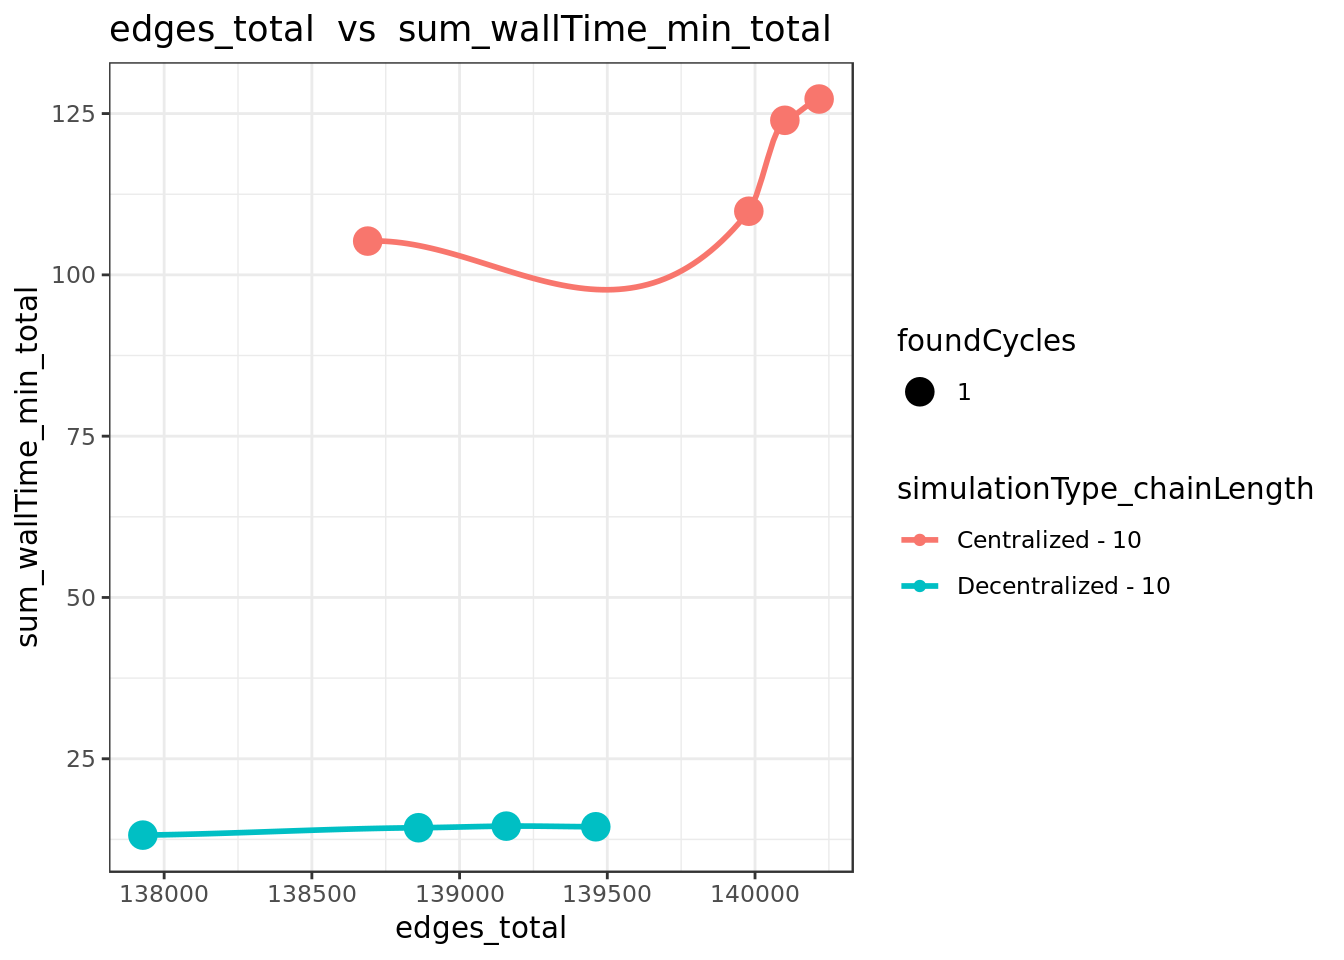 edges_total  vs  sum_wallTime_min_total
sum_wallTime_min_total
125
100
75
50
25
138000
138500
139000
139500
140000
edges_total
foundCycles
1
simulationType_chainLength
Centralized - 10
Decentralized - 10